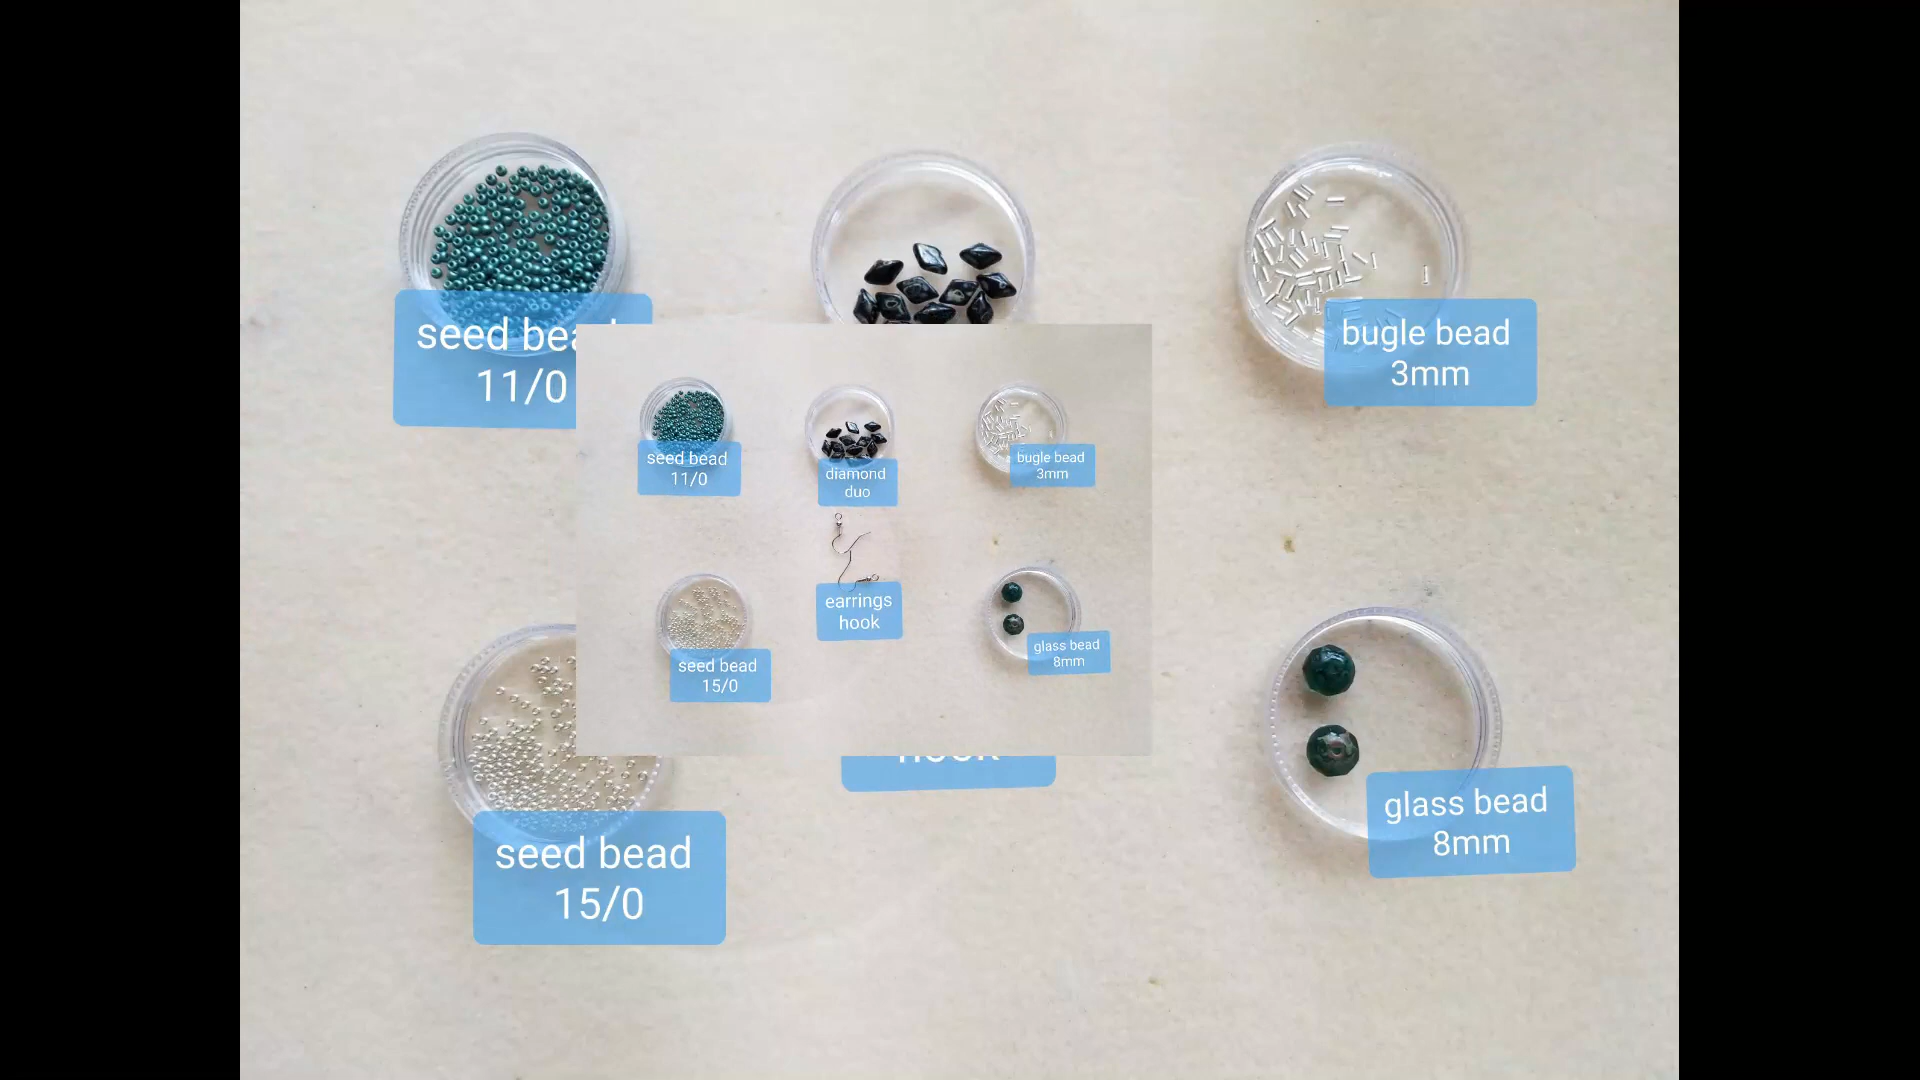 seed bea
11/0
bugle bead
3mm
seed bead
11/0
diamond
duo
bugle bead
3mm
earrings
hook
seed bead
15/0
glass bead
8mm
hook
seed bead
15/0
glass bead
8mm